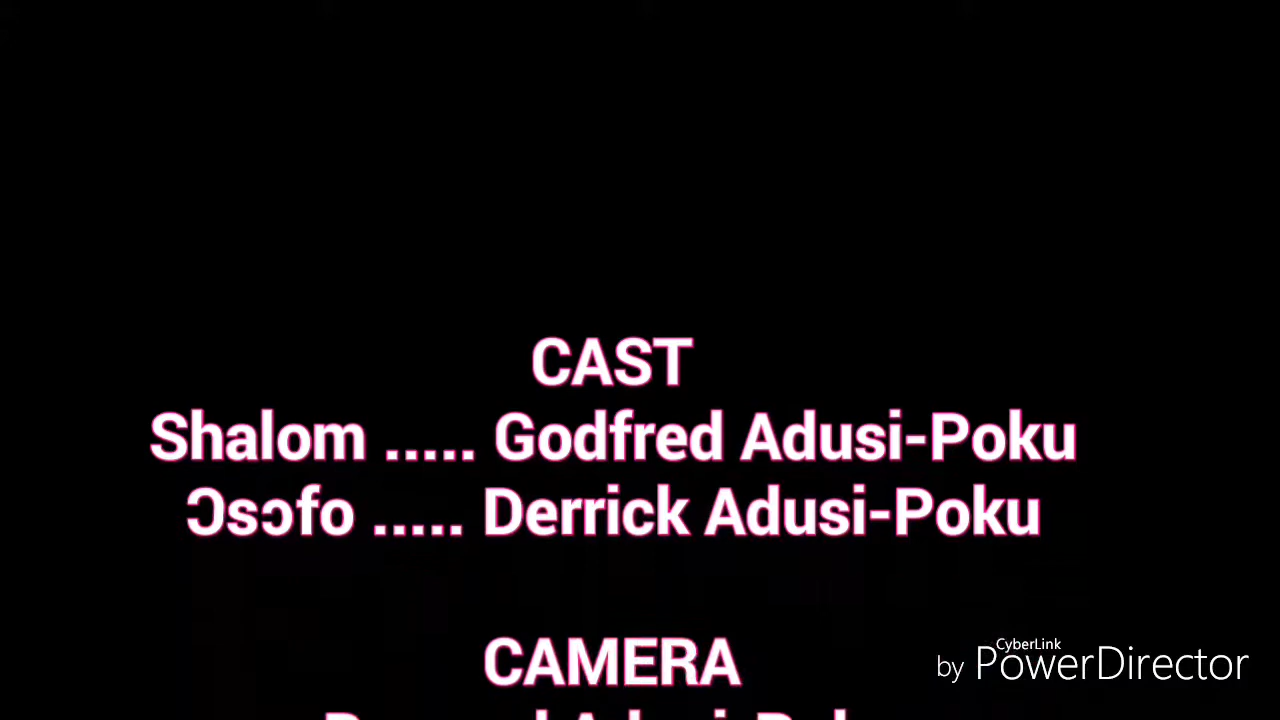 CAST
Shalom ..... Godfred Adusi-Poku
Ɔsɔfo ..... Derrick Adusi-Poku
CAMERA
CyberLink
by PowerDirector